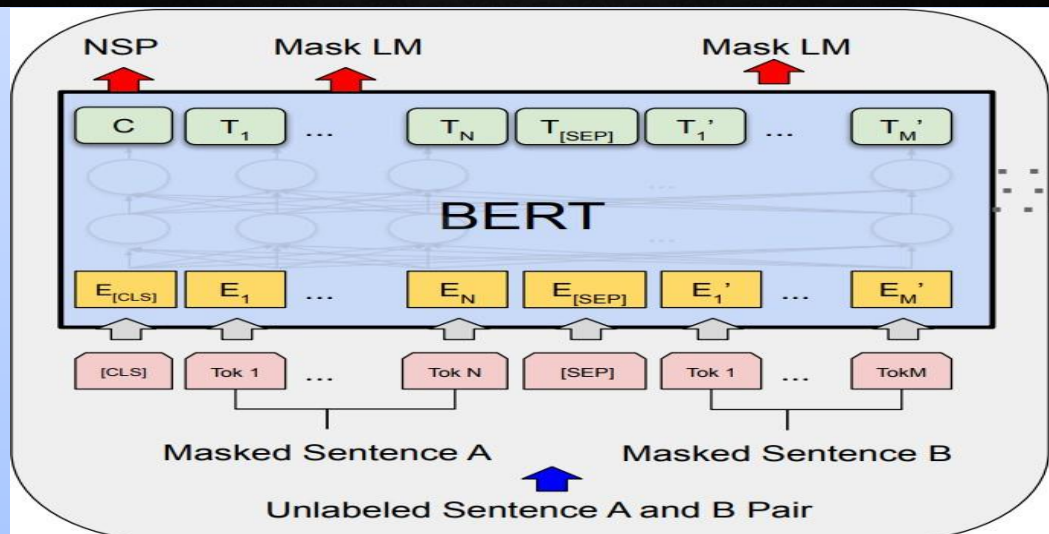 NSP Mask LM Mask LM
C T1 ... TN T[SEP] T1' ... TM'
... 
BERT
...
E[CLS] E1 ... EN E[SEP] E1' ... EM'
[CLS] Tok 1 ... Tok N [SEP] Tok 1 ... TokM
Masked Sentence A Masked Sentence B
Unlabeled Sentence A and B Pair